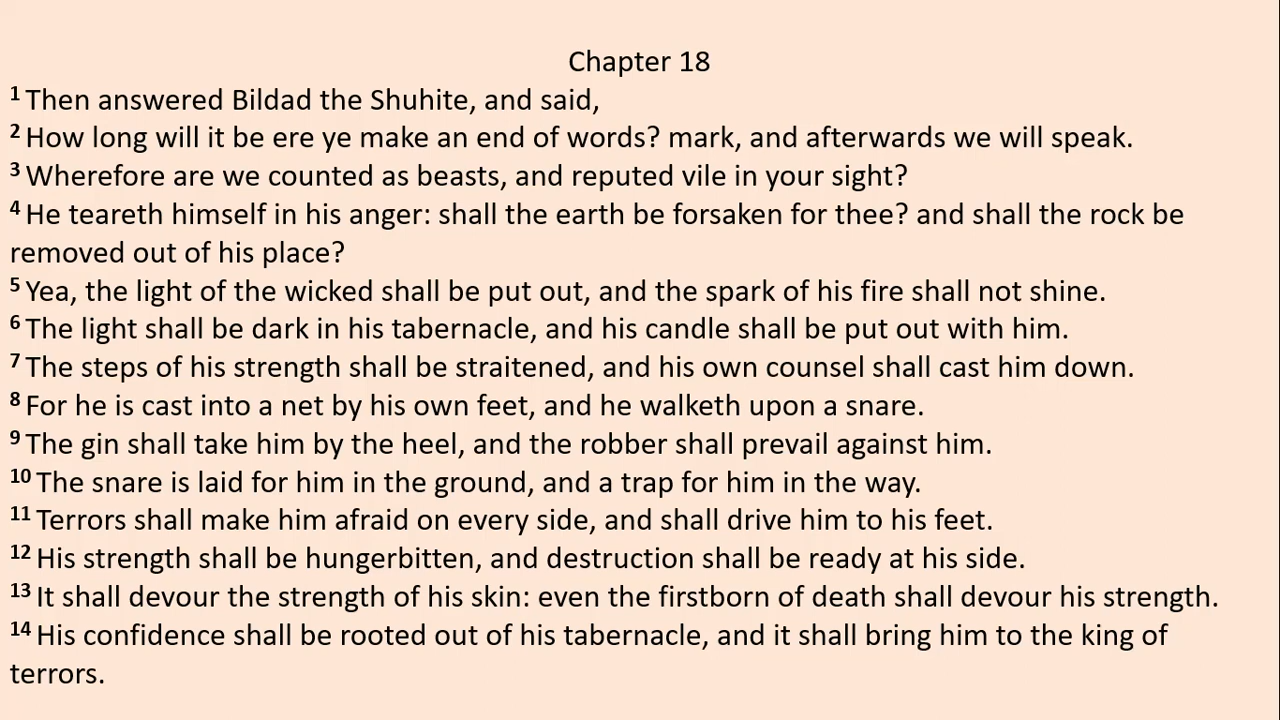 Chapter 18
1 Then answered Bildad the Shuhite, and said,
2 How long will it be ere ye make an end of words? mark, and afterwards we will speak.
3 Wherefore are we counted as beasts, and reputed vile in your sight?
4 He teareth himself in his anger: shall the earth be forsaken for thee? and shall the rock be
removed out of his place?
5 Yea, the light of the wicked shall be put out, and the spark of his fire shall not shine.
6 The light shall be dark in his tabernacle, and his candle shall be put out with him.
7 The steps of his strength shall be straitened, and his own counsel shall cast him down.
8 For he is cast into a net by his own feet, and he walketh upon a snare.
9 The gin shall take him by the heel, and the robber shall prevail against him.
10 The snare is laid for him in the ground, and a trap for him in the way.
11 Terrors shall make him afraid on every side, and shall drive him to his feet.
12 His strength shall be hungerbitten, and destruction shall be ready at his side.
13 It shall devour the strength of his skin: even the firstborn of death shall devour his strength.
14 His confidence shall be rooted out of his tabernacle, and it shall bring him to the king of
terrors.